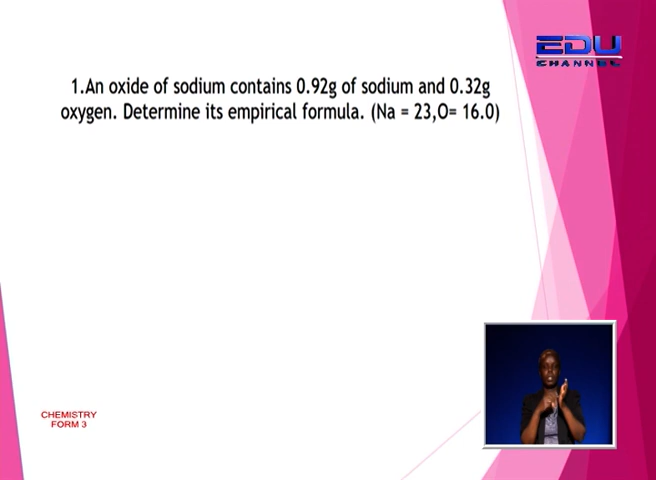 EDU
CHANNEL
1.An oxide of sodium contains 0.92g of sodium and 0.32g
oxygen. Determine its empirical formula. (Na = 23,O= 16.0)
CHEMISTRY
FORM 3